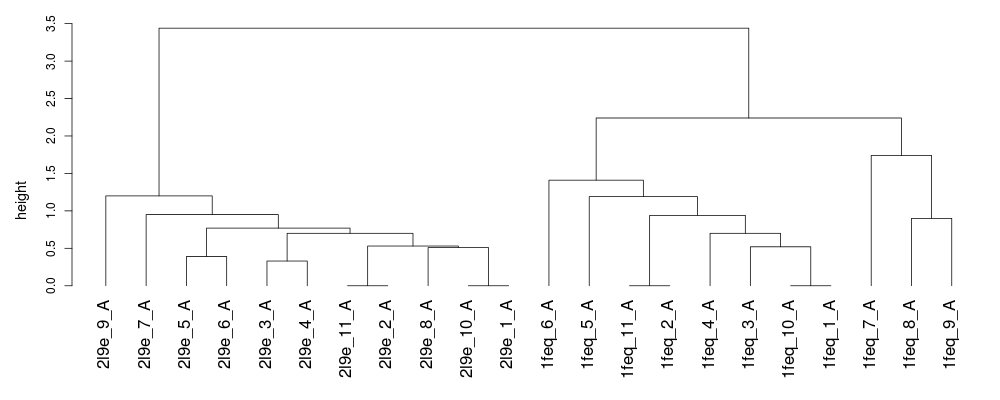 height
3.5
3.0
2.5
2.0
1.5
1.0
0.5
0.0
2l9e_9_A
2l9e_7_A
2l9e_5_A
2l9e_6_A
2l9e_3_A
2l9e_4_A
2l9e_11_A
2l9e_2_A
2l9e_8_A
2l9e_10_A
2l9e_1_A
1feq_6_A
1feq_5_A
1feq_11_A
1feq_2_A
1feq_4_A
1feq_3_A
1feq_10_A
1feq_1_A
1feq_7_A
1feq_8_A
1feq_9_A